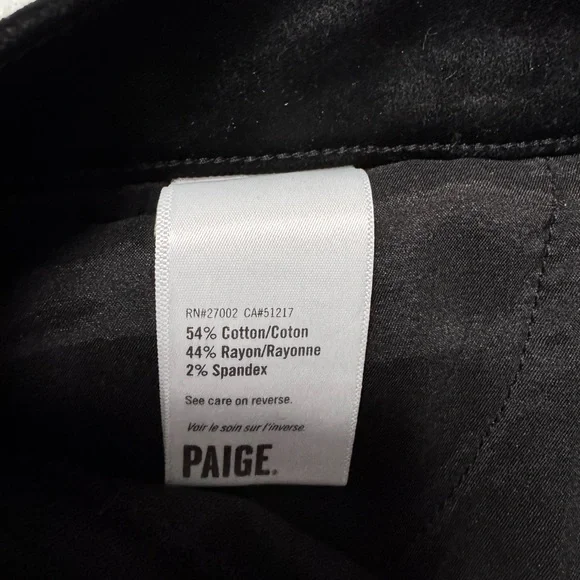 RN#27002 CA#51217
54% Cotton/Coton
44% Rayon/Rayonne
2% Spandex
See care on reverse.
Voir le soin sur l'inverse.
PAIGE®